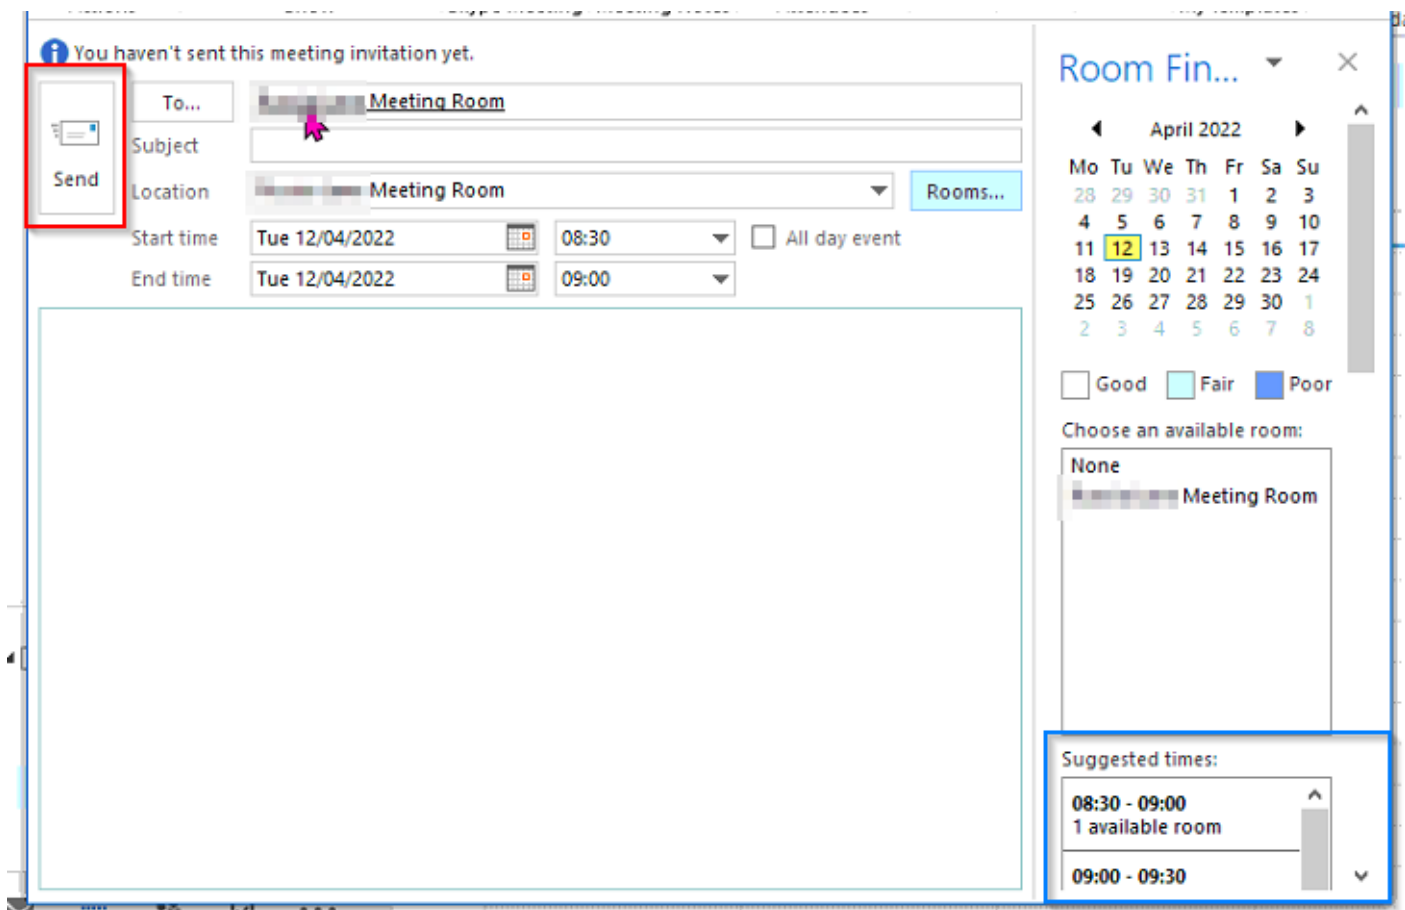 You haven't sent this meeting invitation yet.
To...
Meeting Room
Subject
Send
Location
Meeting Room
Rooms...
Start time
Tue 12/04/2022
08:30
All day event
End time
Tue 12/04/2022
09:00
Room Fin...
April 2022
Mo Tu We Th Fr Sa Su
28 29 30 31 1 2 3
4 5 6 7 8 9 10
11 12 13 14 15 16 17
18 19 20 21 22 23 24
25 26 27 28 29 30 1
2 3 4 5 6 7 8
Good Fair Poor
Choose an available room:
None
Meeting Room
Suggested times:
08:30 - 09:00
1 available room
09:00 - 09:30